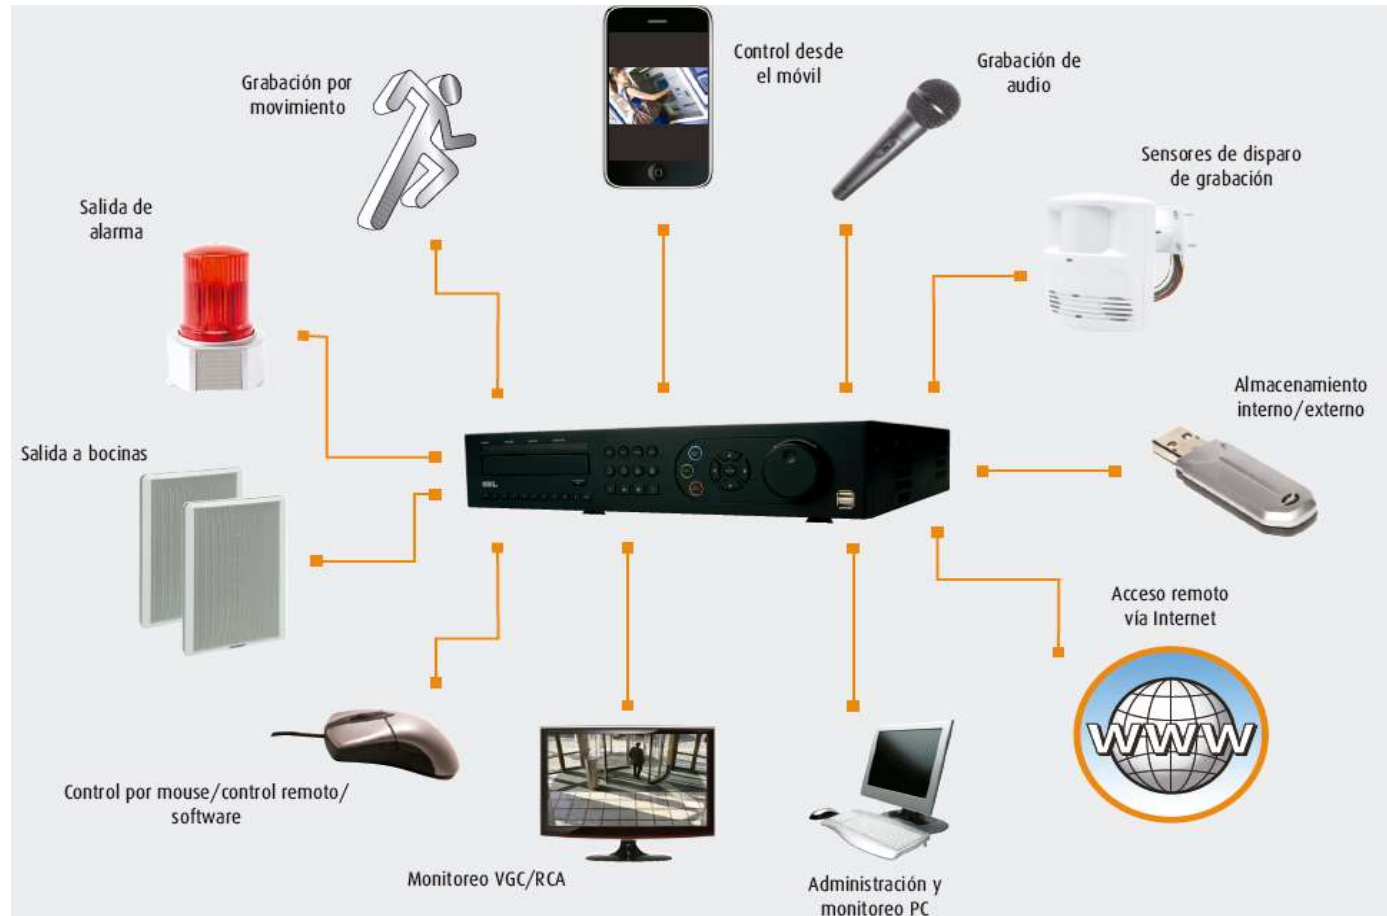 Control desde
el móvil
Grabación de
audio
Grabación por
movimiento
Sensores de disparo
de grabación
Salida de
alarma
Almacenamiento
interno/externo
Salida a bocinas
Acceso remoto
vía Internet
WWW
Control por mouse/control remoto/
software
Monitoreo VGC/RCA
Administración y
monitoreo PC